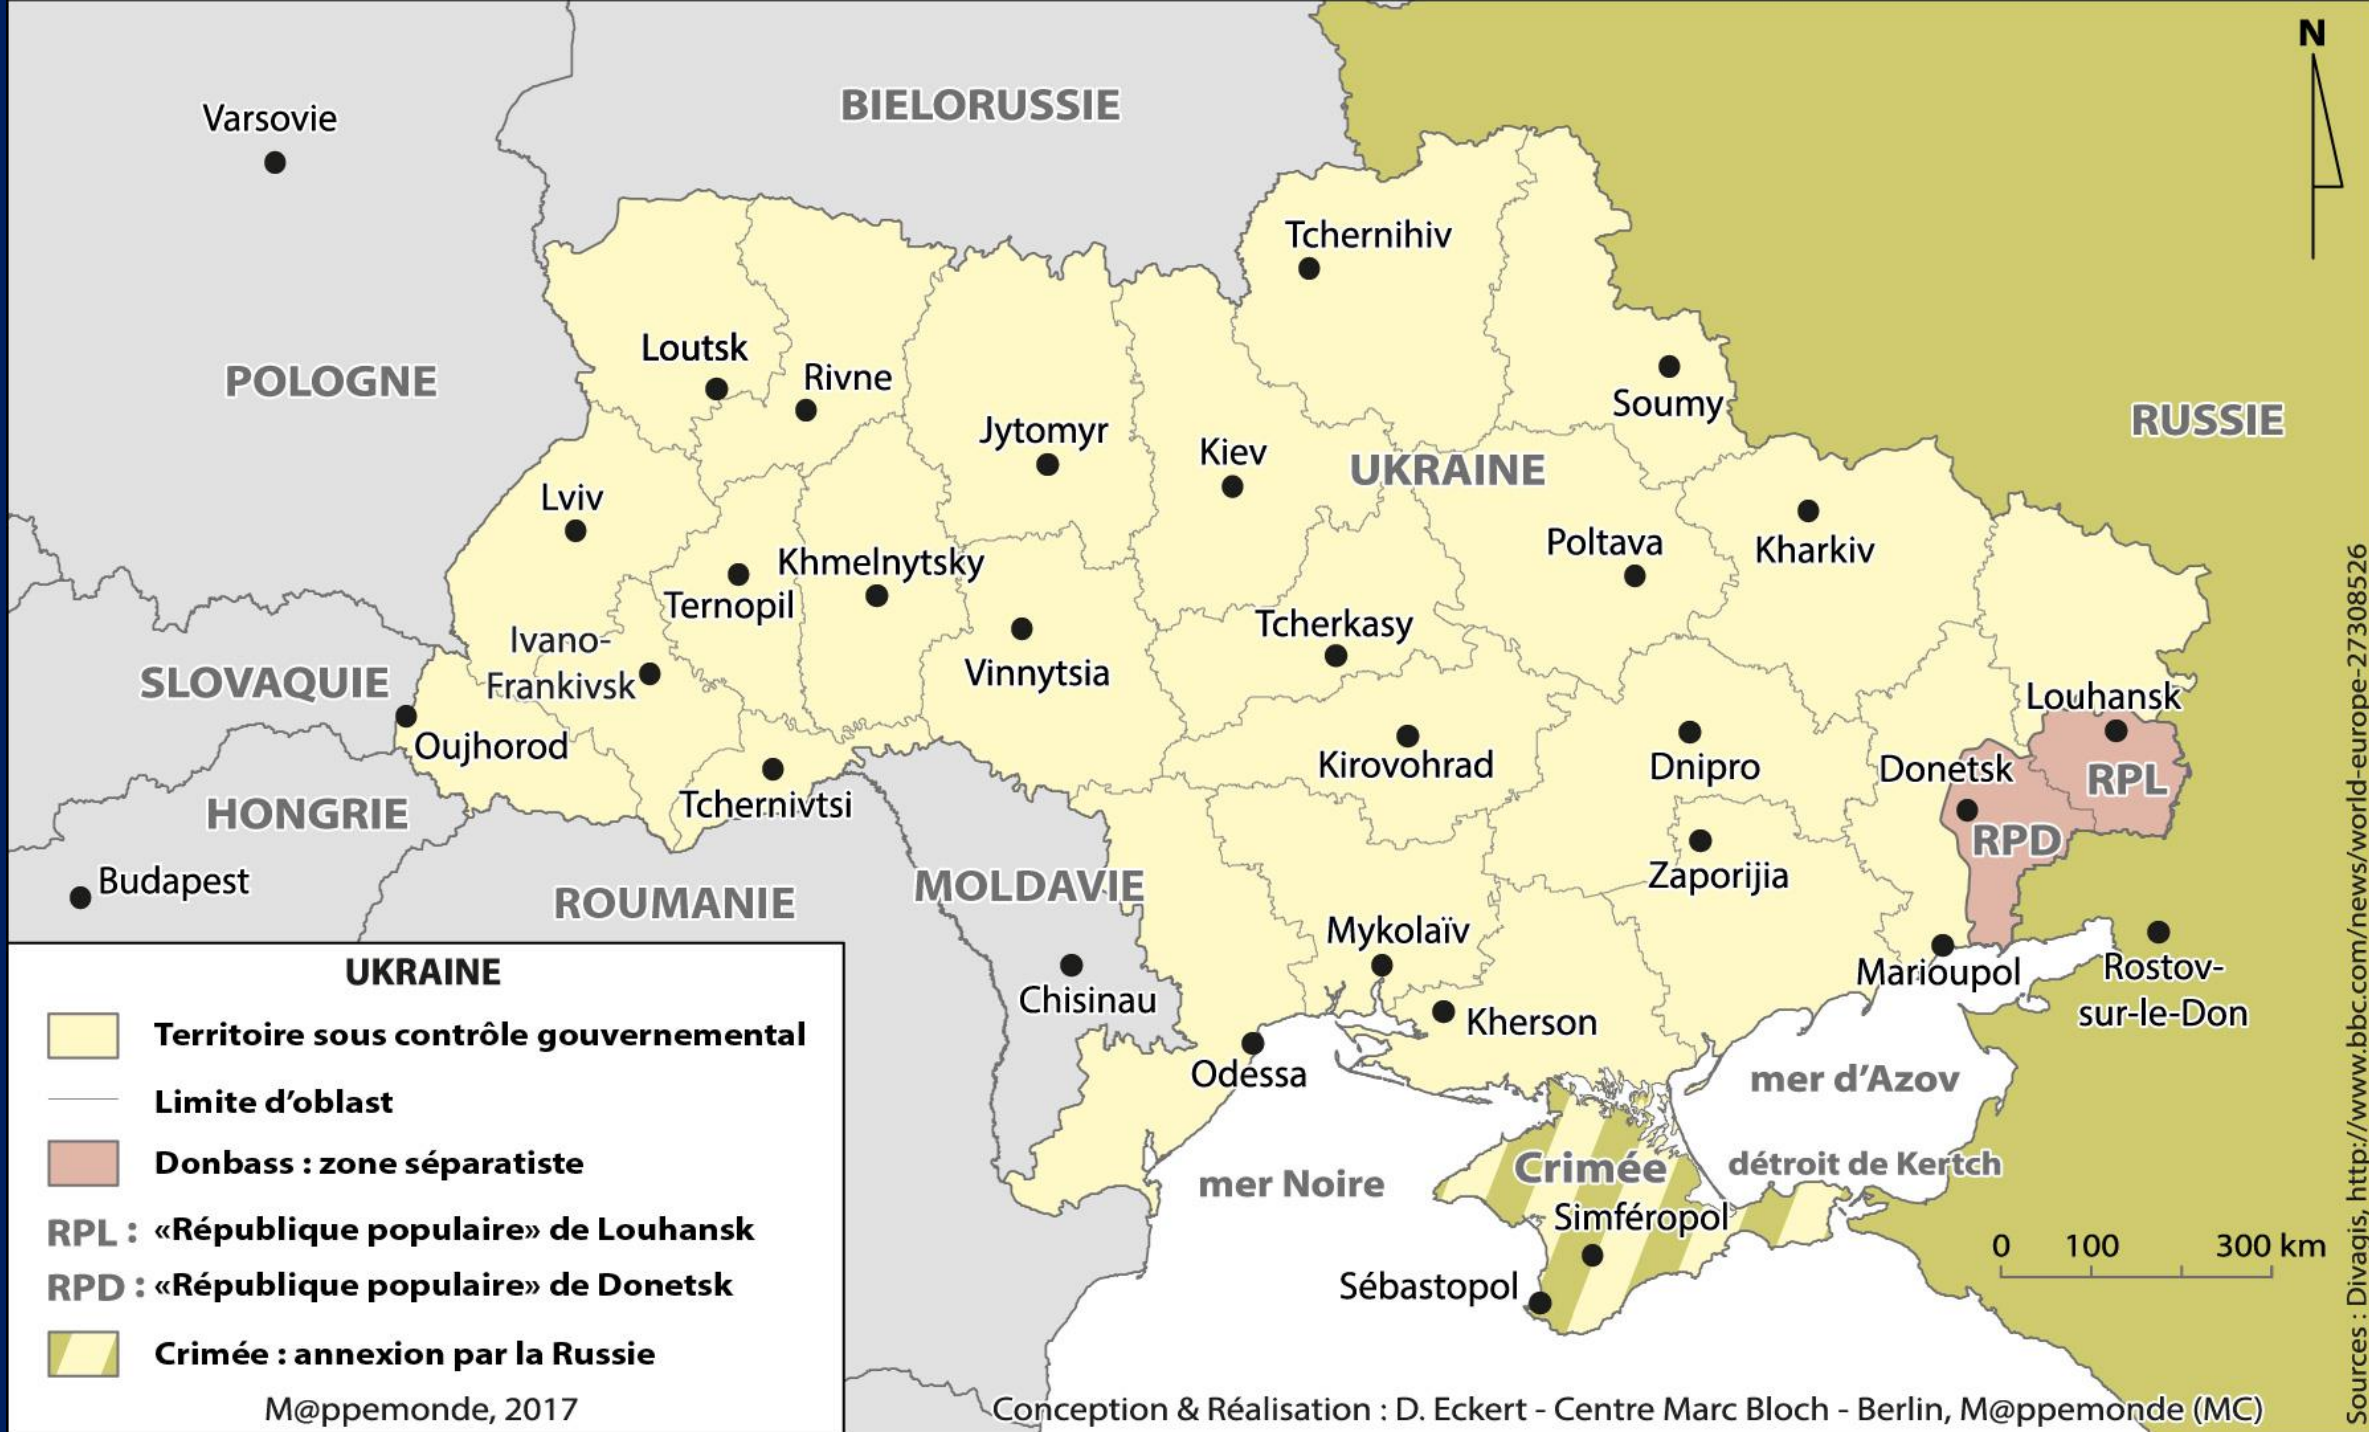 N
Varsovie
BIELORUSSIE
Tchernihiv
Loutsk
Rivne
POLOGNE
Soumy
RUSSIE
Jytomyr
Kiev
UKRAINE
Lviv
Poltava
Kharkiv
Khmelnytsky
Ternopil
Tcherkasy
Ivano-
Frankivsk
Vinnytsia
SLOVAQUIE
Louhansk
Oujhorod
Kirovohrad
Dnipro
Donetsk
RPL
HONGRIE
Tchernivtsi
RPD
Budapest
ROUMANIE
MOLDAVIE
Zaporijia
Mykolaïv
Marioupol
Rostov-
sur-le-Don
Chisinau
Kherson
Odessa
mer d’Azov
mer Noire
Crimée
détroit de Kertch
Simféropol
Sébastopol
0 100 300 km
UKRAINE
Territoire sous contrôle gouvernemental
Limite d’oblast
Donbass : zone séparatiste
RPL : «République populaire» de Louhansk
RPD : «République populaire» de Donetsk
Crimée : annexion par la Russie
M@ppemonde, 2017
Conception & Réalisation : D. Eckert - Centre Marc Bloch - Berlin, M@ppemonde (MC)
Sources : Divagis, http://www.bbc.com/news/world-europe-27308526